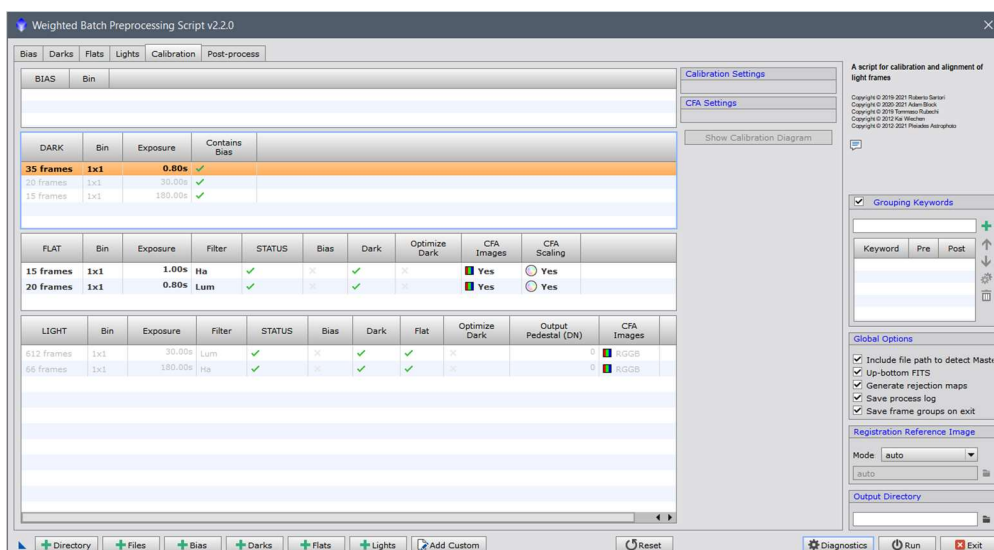 Weighted Batch Preprocessing Script v2.2.0
Bias Darks Flats Lights Calibration Post-process
BIAS Bin
DARK Bin Exposure Contains Bias
35 frames 1x1 0.80s
20 frames 1x1 30.00s
15 frames 1x1 180.00s
FLAT Bin Exposure Filter STATUS Bias Dark Optimize Dark CFA Images CFA Scaling
15 frames 1x1 1.00s Ha Yes Yes
20 frames 1x1 0.80s Lum Yes Yes
LIGHT Bin Exposure Filter STATUS Bias Dark Flat Optimize Dark Output Pedestal (DN) CFA Images
612 frames 1x1 30.00s Lum 0 RGGB
66 frames 1x1 180.00s Ha 0 RGGB
Calibration Settings
CFA Settings
Show Calibration Diagram
A script for calibration and alignment of
light frames
Copyright © 2019-2021 Roberto Sartori
Copyright © 2020-2021 Adam Block
Copyright © 2019 Tommaso Rubechi
Copyright © 2012 Kai Wiechen
Copyright © 2012-2021 Pleiades Astrophoto
Grouping Keywords
Keyword Pre Post
Global Options
Include file path to detect Maste
Up-bottom FITS
Generate rejection maps
Save process log
Save frame groups on exit
Registration Reference Image
Mode auto
auto
Output Directory
Directory Files Bias Darks Flats Lights Add Custom Reset Diagnostics Run Exit